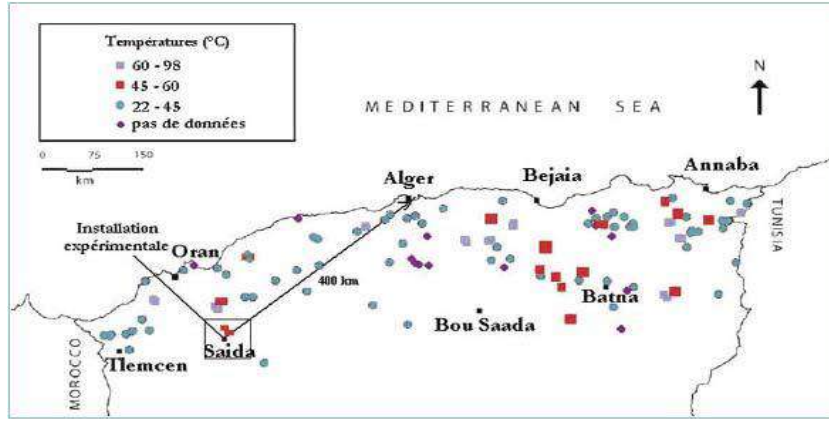 Températures (°C)
60 - 98
45 - 60
22 - 45
pas de données
N
0 75 150
km
MEDITERRANEAN SEA
Alger
Bejaia
Annaba
TUNISIA
Installation
expérimentale
Oran
400 km
Batna
Bou Saada
Saida
Tlemcen
MOROCCO